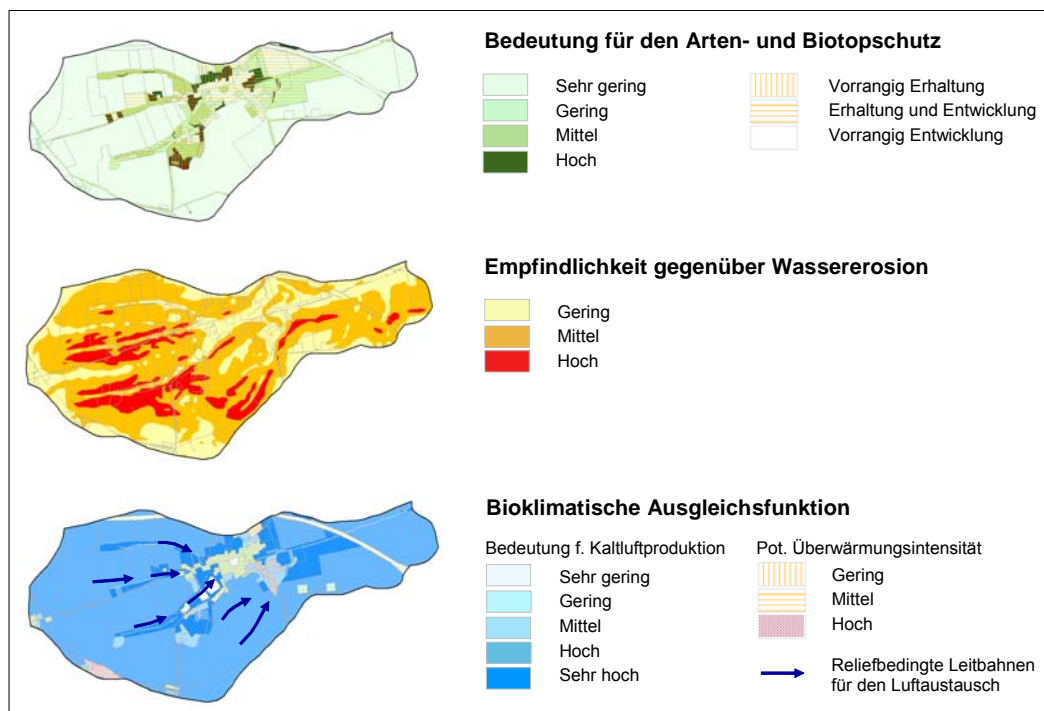 Bedeutung für den Arten- und Biotopschutz
Sehr gering
Gering
Mittel
Hoch
Vorrangig Erhaltung
Erhaltung und Entwicklung
Vorrangig Entwicklung
Empfindlichkeit gegenüber Wassererosion
Gering
Mittel
Hoch
Bioklimatische Ausgleichsfunktion
Bedeutung f. Kaltluftproduktion
Sehr gering
Gering
Mittel
Hoch
Sehr hoch
Pot. Überwärmungsintensität
Gering
Mittel
Hoch
Reliefbedingte Leitbahnen
für den Luftaustausch